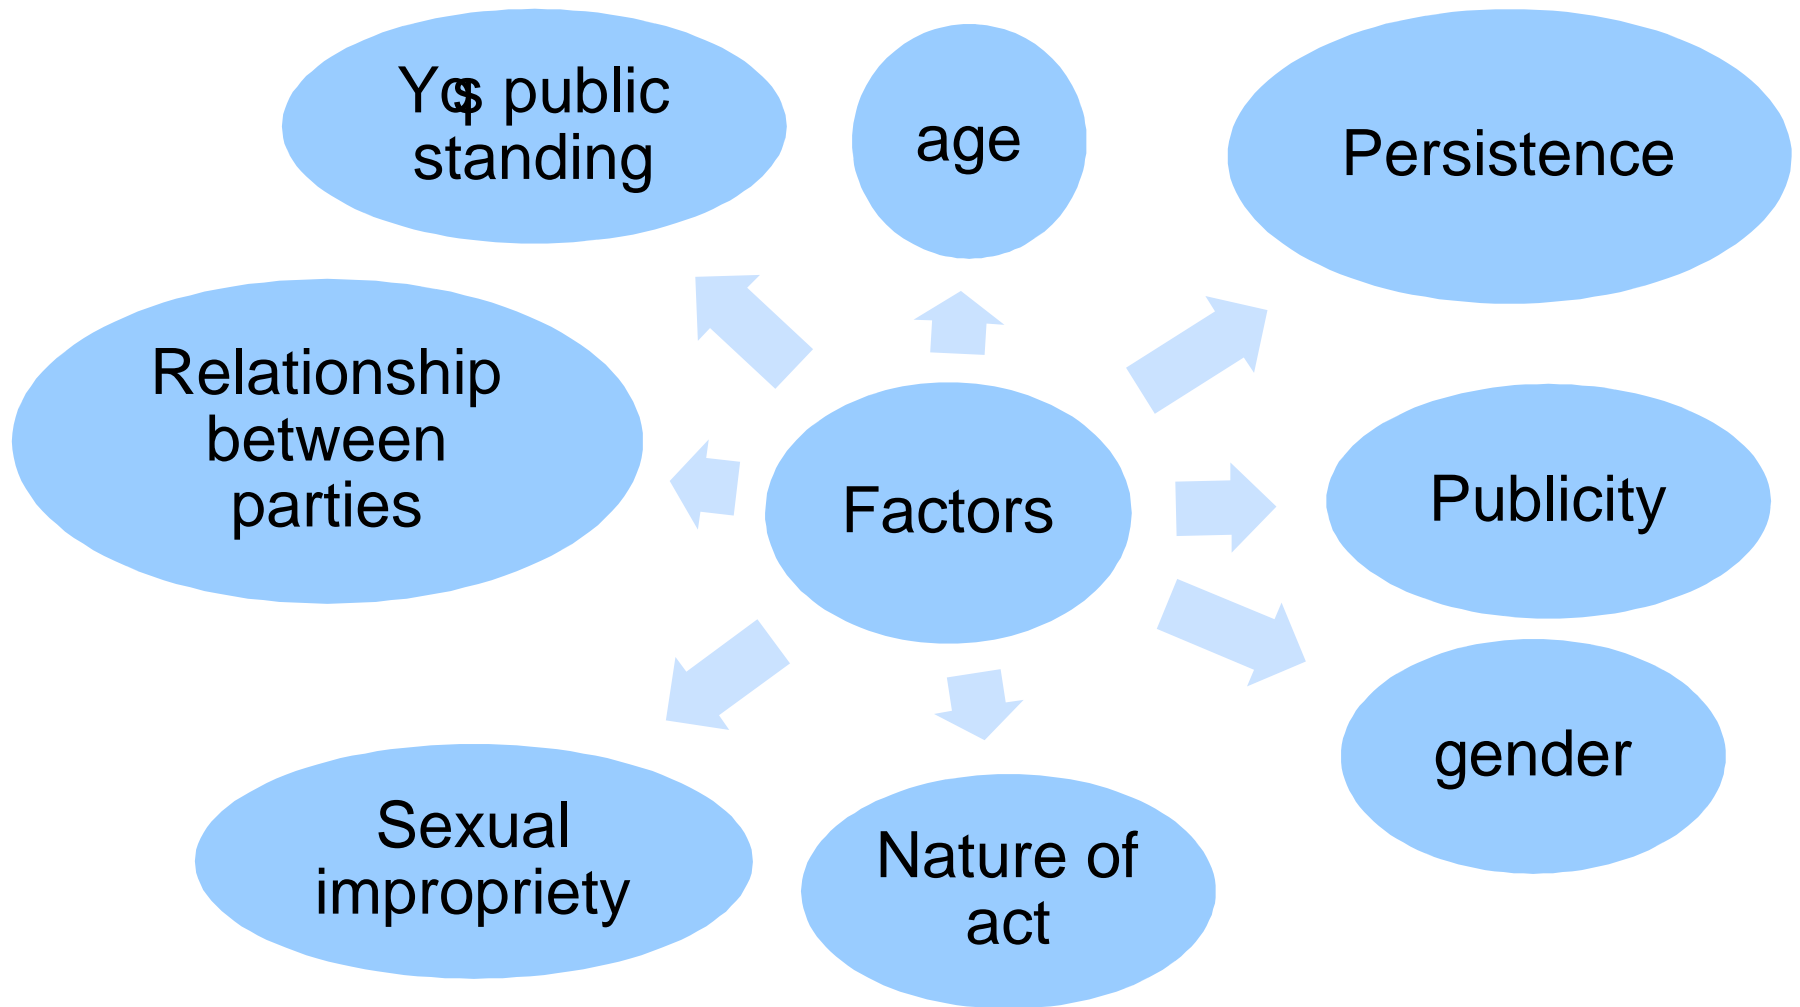 public
standing
age
Persistence
Relationship
between
parties
Factors
Publicity
gender
Sexual
impropriety
Nature of
act